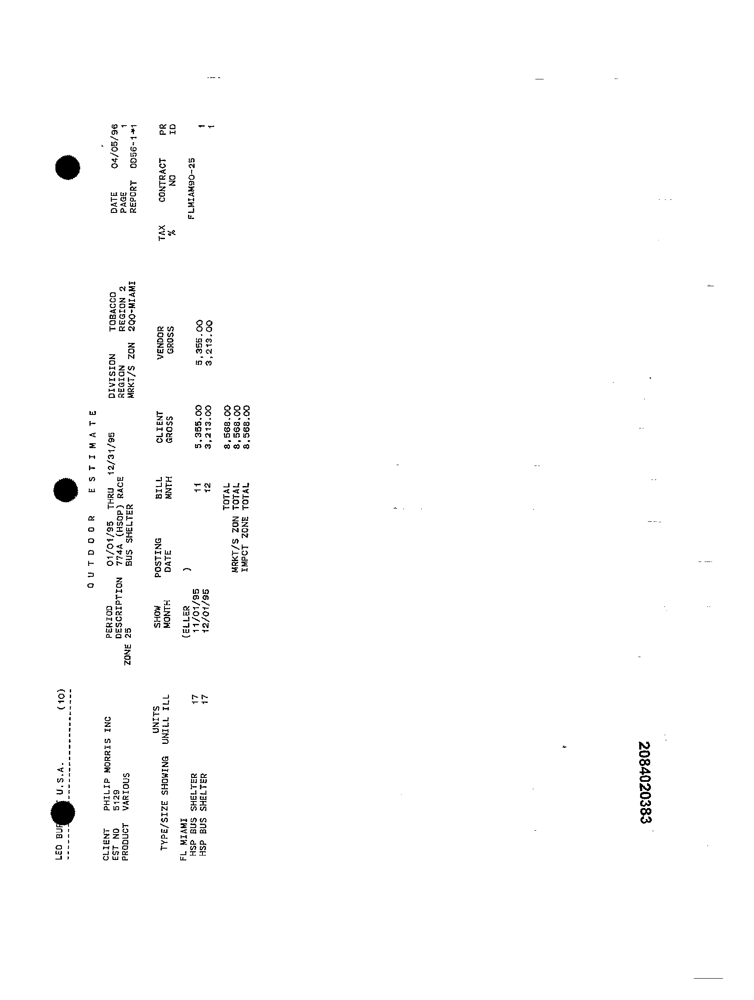 LEO BUR U.S.A. (10)
OUTDOOR ESTIMATE
CLIENT PHILIP MORRIS INC PERIOD 01/01/95 THRU 12/31/95 DIVISION TOBACCO DATE 04/05/96
EST NO 5129 DESCRIPTION 774A (HSOP) RACE REGION REGION 2 PAGE 1
PRODUCT VARIOUS ZONE 25 BUS SHELTER MRKT/S ZON 2Q0-MIAMI REPORT OD56-1-*1
UNITS SHOW POSTING BILL CLIENT VENDOR TAX CONTRACT PR
TYPE/SIZE SHOWING UNILL ILL MONTH DATE MNTH GROSS GROSS % NO ID
FL MIAMI (ELLER ) FLMIAM90-25
HSP BUS SHELTER 17 11/01/95 11 5,355.00 5,355.00 1
HSP BUS SHELTER 17 12/01/95 12 3,213.00 3,213.00 1
TOTAL 8,568.00
MRKT/S ZON TOTAL 8,568.00
IMPCT ZONE TOTAL 8,568.00
2084020383